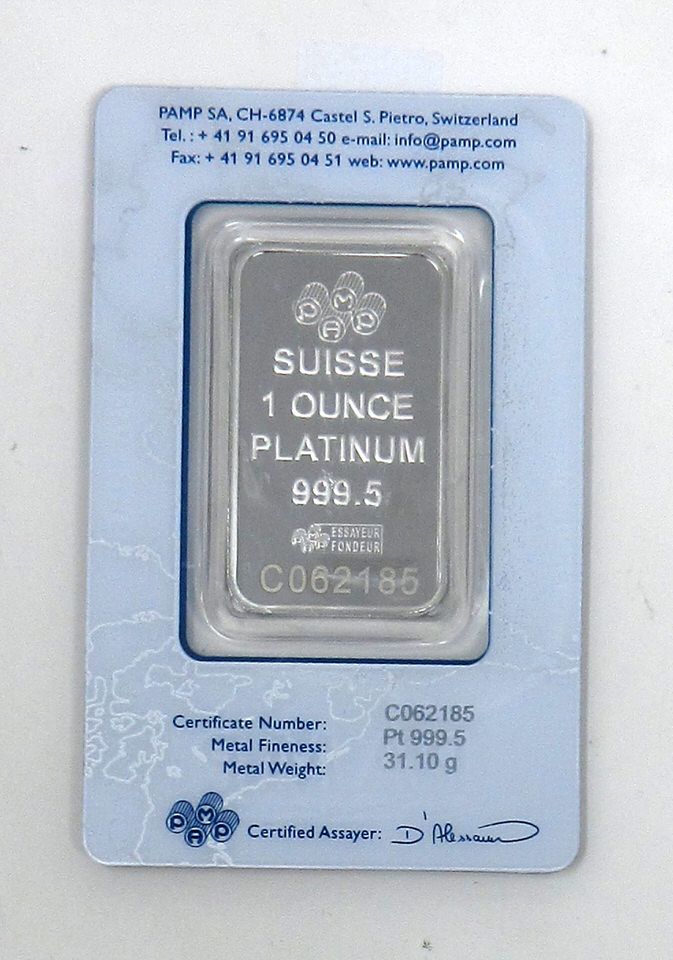 PAMP SA, CH-6874 Castel S. Pietro, Switzerland
Tel. : + 41 91 695 04 50 e-mail: info@pamp.com
Fax: + 41 91 695 04 51 web: www.pamp.com
PAMP
SUISSE
1 OUNCE
PLATINUM
999.5
PAMP ESSAYEUR
FONDEUR
C062185
Certificate Number: C062185
Metal Fineness: Pt 999.5
Metal Weight: 31.10 g
PAMP Certified Assayer: D'Alessandro